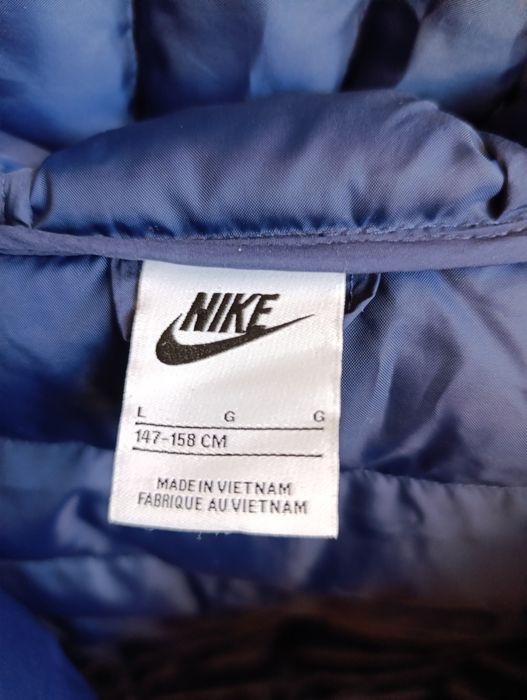 NIKE
L G G
147-158 CM
MADE IN VIETNAM
FABRIQUE AU VIETNAM